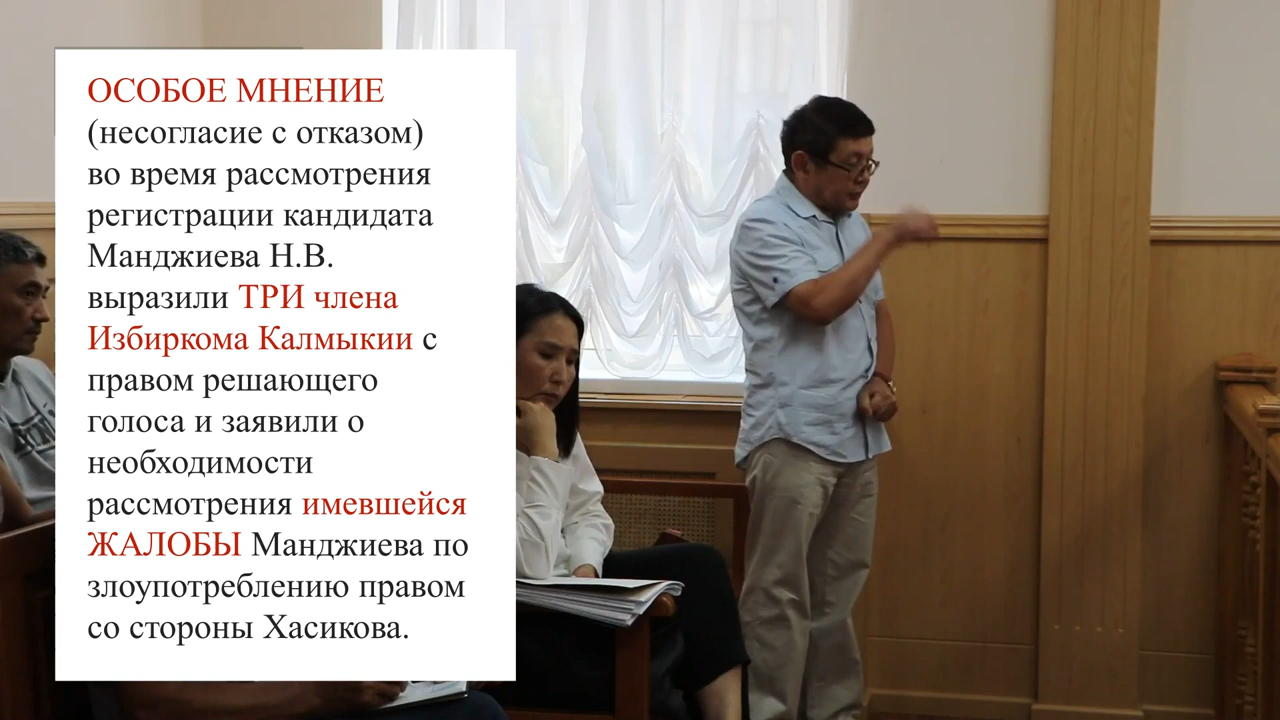 ОСОБОЕ МНЕНИЕ
(несогласие с отказом)
во время рассмотрения
регистрации кандидата
Манджиева Н.В.
выразили ТРИ члена
Избиркома Калмыкии с
правом решающего
голоса и заявили о
необходимости
рассмотрения имевшейся
ЖАЛОБЫ Манджиева по
злоупотреблению правом
со стороны Хасикова.